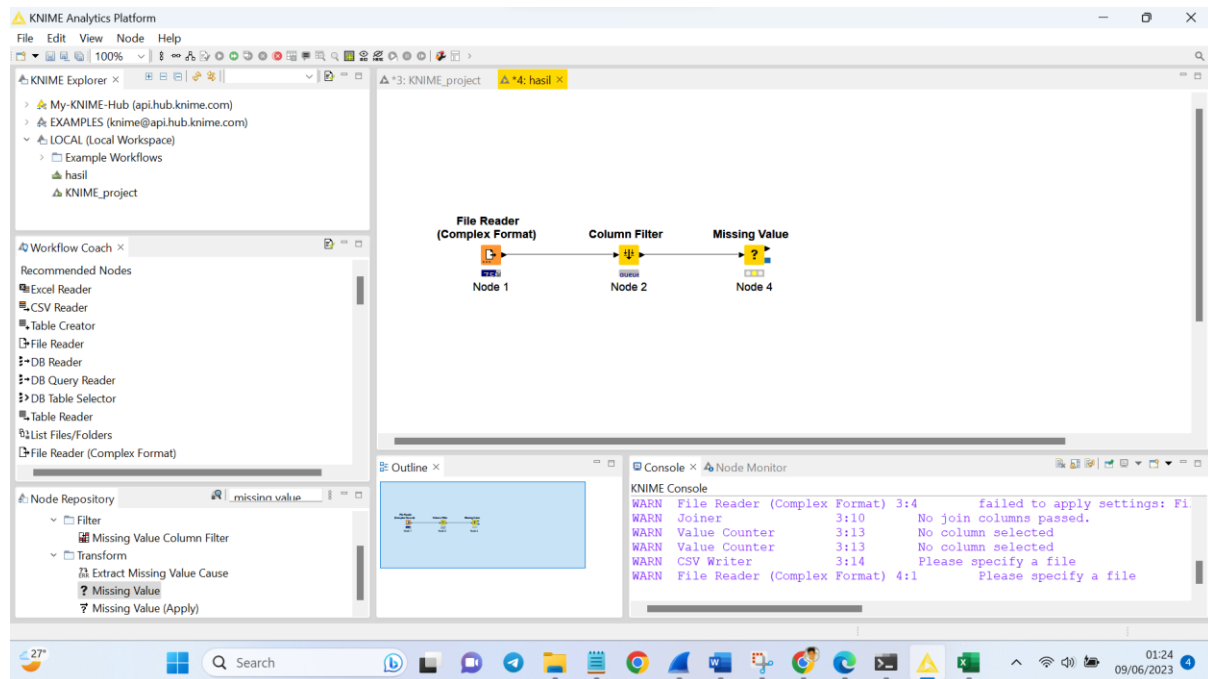 KNIME Analytics Platform
File Edit View Node Help
100%
KNIME Explorer
My-KNIME-Hub (api.hub.knime.com)
EXAMPLES (knime@api.hub.knime.com)
LOCAL (Local Workspace)
Example Workflows
hasil
KNIME_project
Workflow Coach
Recommended Nodes
Excel Reader
CSV Reader
Table Creator
File Reader
DB Reader
DB Query Reader
DB Table Selector
Table Reader
List Files/Folders
File Reader (Complex Format)
Node Repository
missing value
Filter
Missing Value Column Filter
Transform
Extract Missing Value Cause
? Missing Value
? Missing Value (Apply)
*3: KNIME_project
*4: hasil
File Reader
(Complex Format)
Column Filter
Missing Value
?
Node 1
Node 2
Node 4
Outline
Console
Node Monitor
KNIME Console
WARN File Reader (Complex Format) 3:4 failed to apply settings: Fi
WARN Joiner 3:10 No join columns passed.
WARN Value Counter 3:13 No column selected
WARN Value Counter 3:13 No column selected
WARN CSV Writer 3:14 Please specify a file
WARN File Reader (Complex Format) 4:1 Please specify a file
27°
Search
01:24
09/06/2023
4